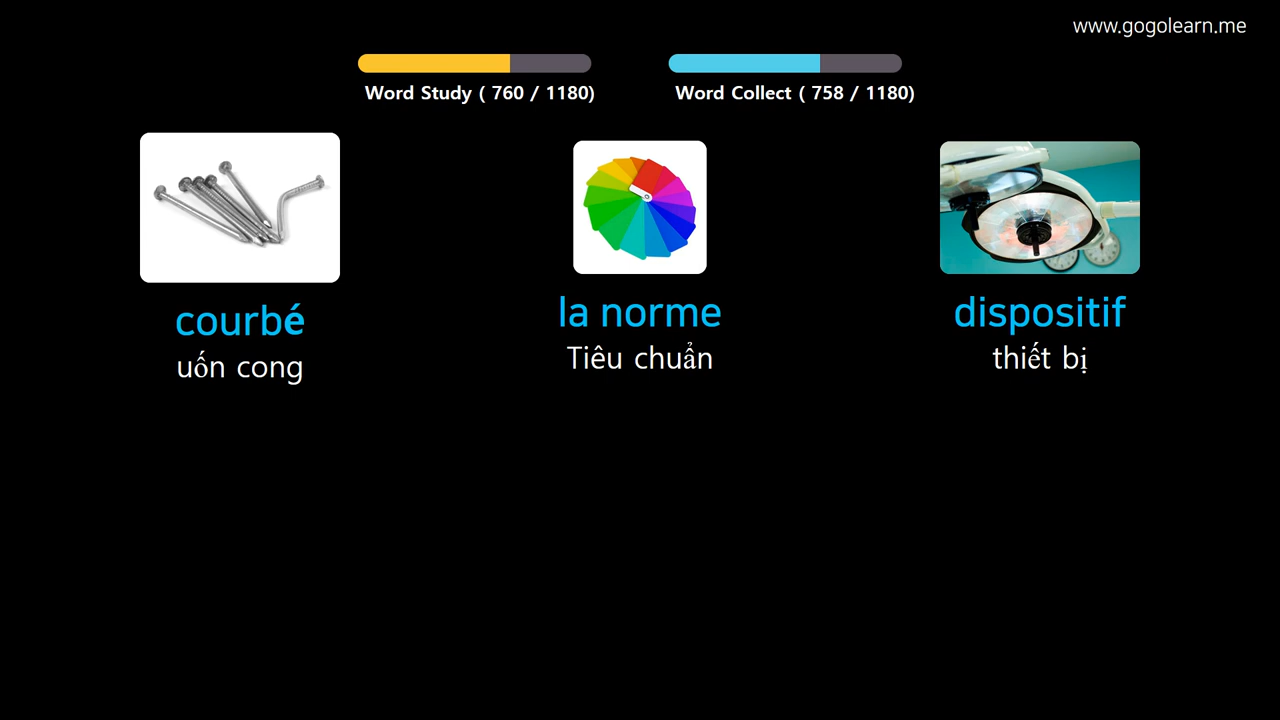 www.gogolearn.me
Word Study ( 760 / 1180)
Word Collect ( 758 / 1180)
courbé
uốn cong
la norme
Tiêu chuẩn
dispositif
thiết bị